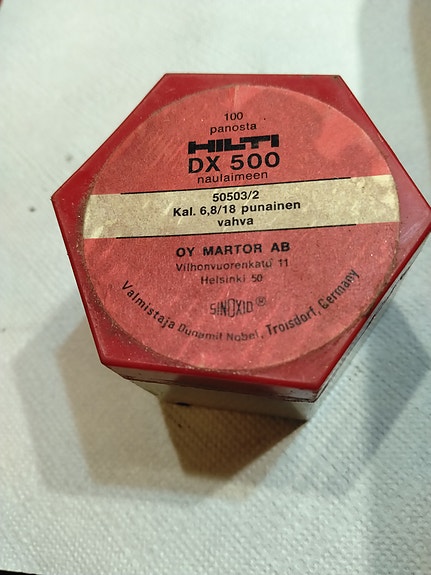 100
panosta
HILTI
DX 500
naulaimeen
50503/2
Kal. 6,8/18 punainen
vahva
OY MARTOR AB
Vilhonvuorenkatu 11
Helsinki 50
SINOXID®
Valmistaja Dynamit Nobel, Troisdorf, Germany